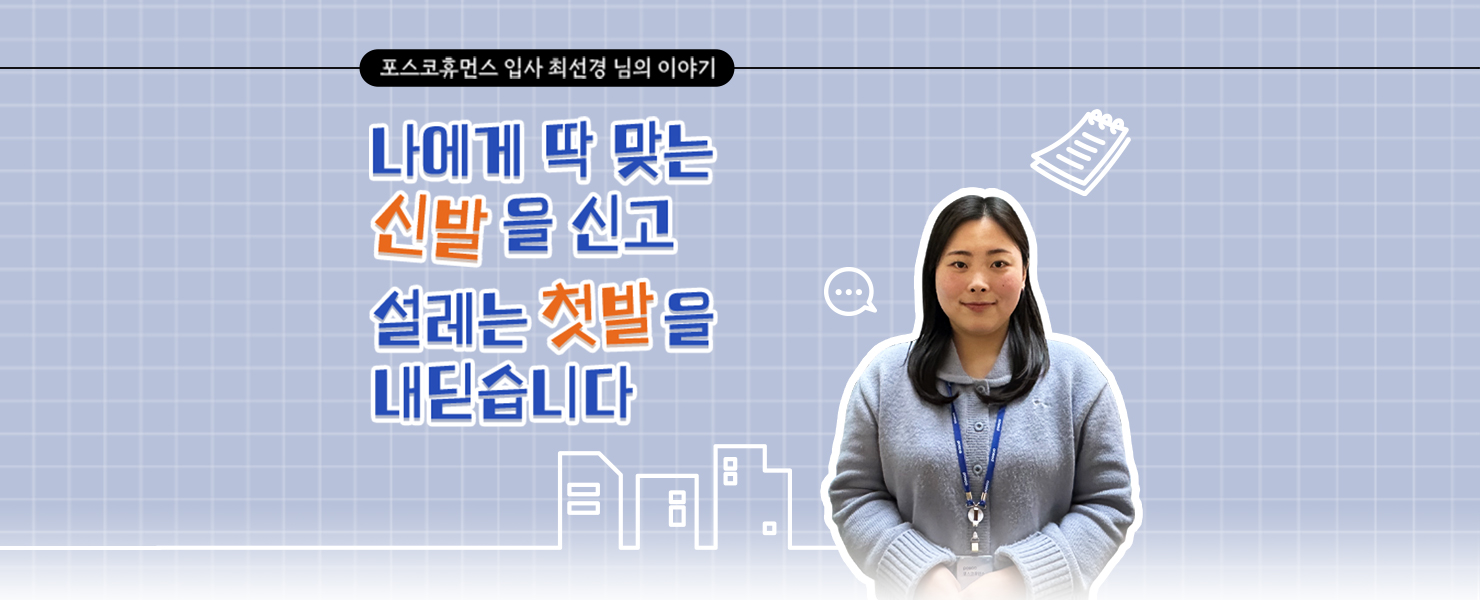 포스코휴먼스 입사 최선경 님의 이야기
나에게 딱 맞는
신발을 신고
설레는 첫발을
내딛습니다